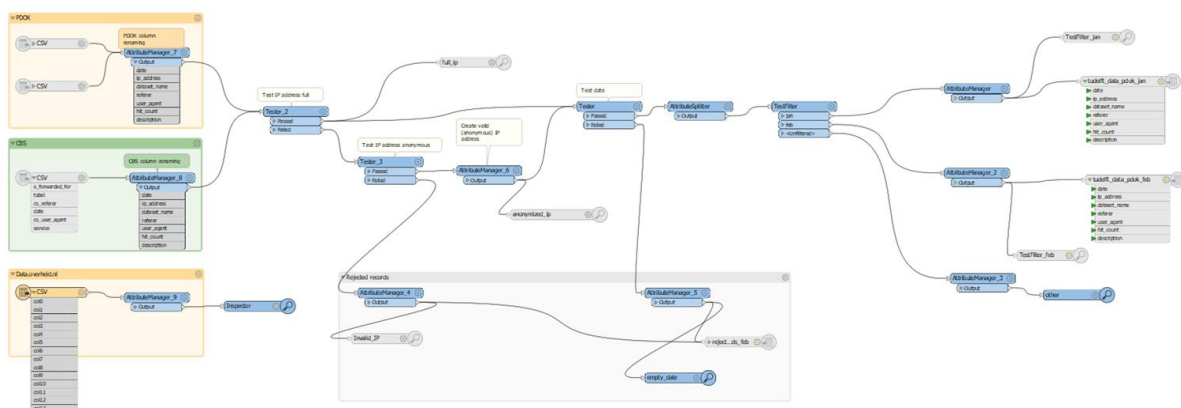 PDOK
CSV
CSV
PDOK column
renaming
AttributeManager_7
Output
date
ip_address
dataset_name
referer
user_agent
hit_count
description
CBS
CSV
x_forwarded_for
cs_referer
date
cs_user_agent
service
CBS column renaming
AttributeManager_8
Output
date
ip_address
dataset_name
referer
user_agent
hit_count
description
Data.overheid.nl
CSV
col0
col1
col2
col3
col4
col5
col6
col7
col8
col9
col10
col11
col12
AttributeManager_9
Output
Inspector
Test IP address full
Tester_2
Passed
Failed
full_ip
Test IP address anonymous
Tester_3
Passed
Failed
Create valid
(anonymous) IP
address
AttributeManager_6
Output
anonymized_ip
Test date
Tester
Passed
Failed
AttributeSplitter
Output
TestFilter
jan
feb
<Unfiltered>
Rejected records
AttributeManager_4
Output
Invalid_IP
AttributeManager_5
Output
reject...ds_feb
empty_date
AttributeManager
Output
TestFilter_jan
tudelft_data_pdok_jan
date
ip_address
dataset_name
referer
user_agent
hit_count
description
AttributeManager_2
Output
tudelft_data_pdok_feb
date
ip_address
dataset_name
referer
user_agent
hit_count
description
TestFilter_feb
AttributeManager_3
Output
other